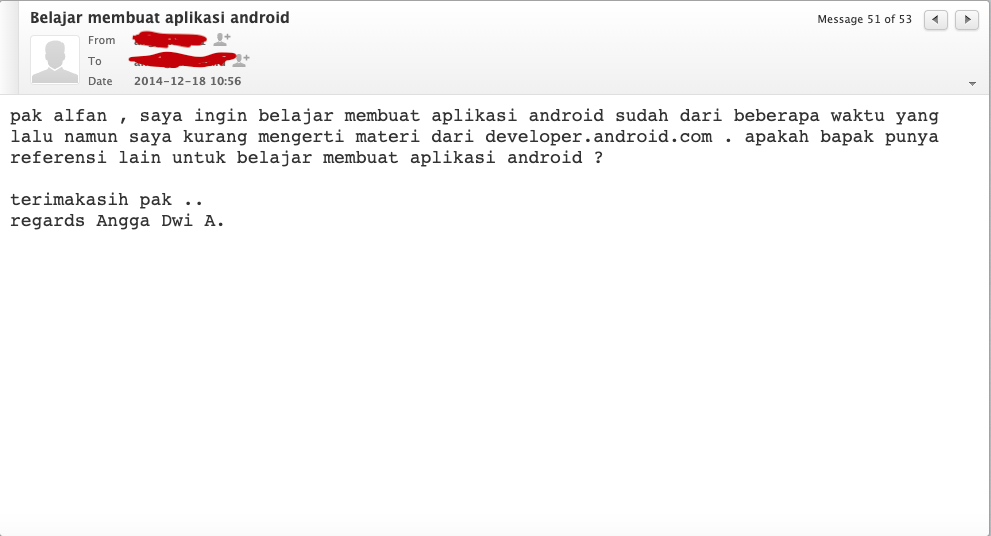 Belajar membuat aplikasi android
Message 51 of 53
From
To
Date 2014-12-18 10:56
pak alfan , saya ingin belajar membuat aplikasi android sudah dari beberapa waktu yang
lalu namun saya kurang mengerti materi dari developer.android.com . apakah bapak punya
referensi lain untuk belajar membuat aplikasi android ?
terimakasih pak ..
regards Angga Dwi A.